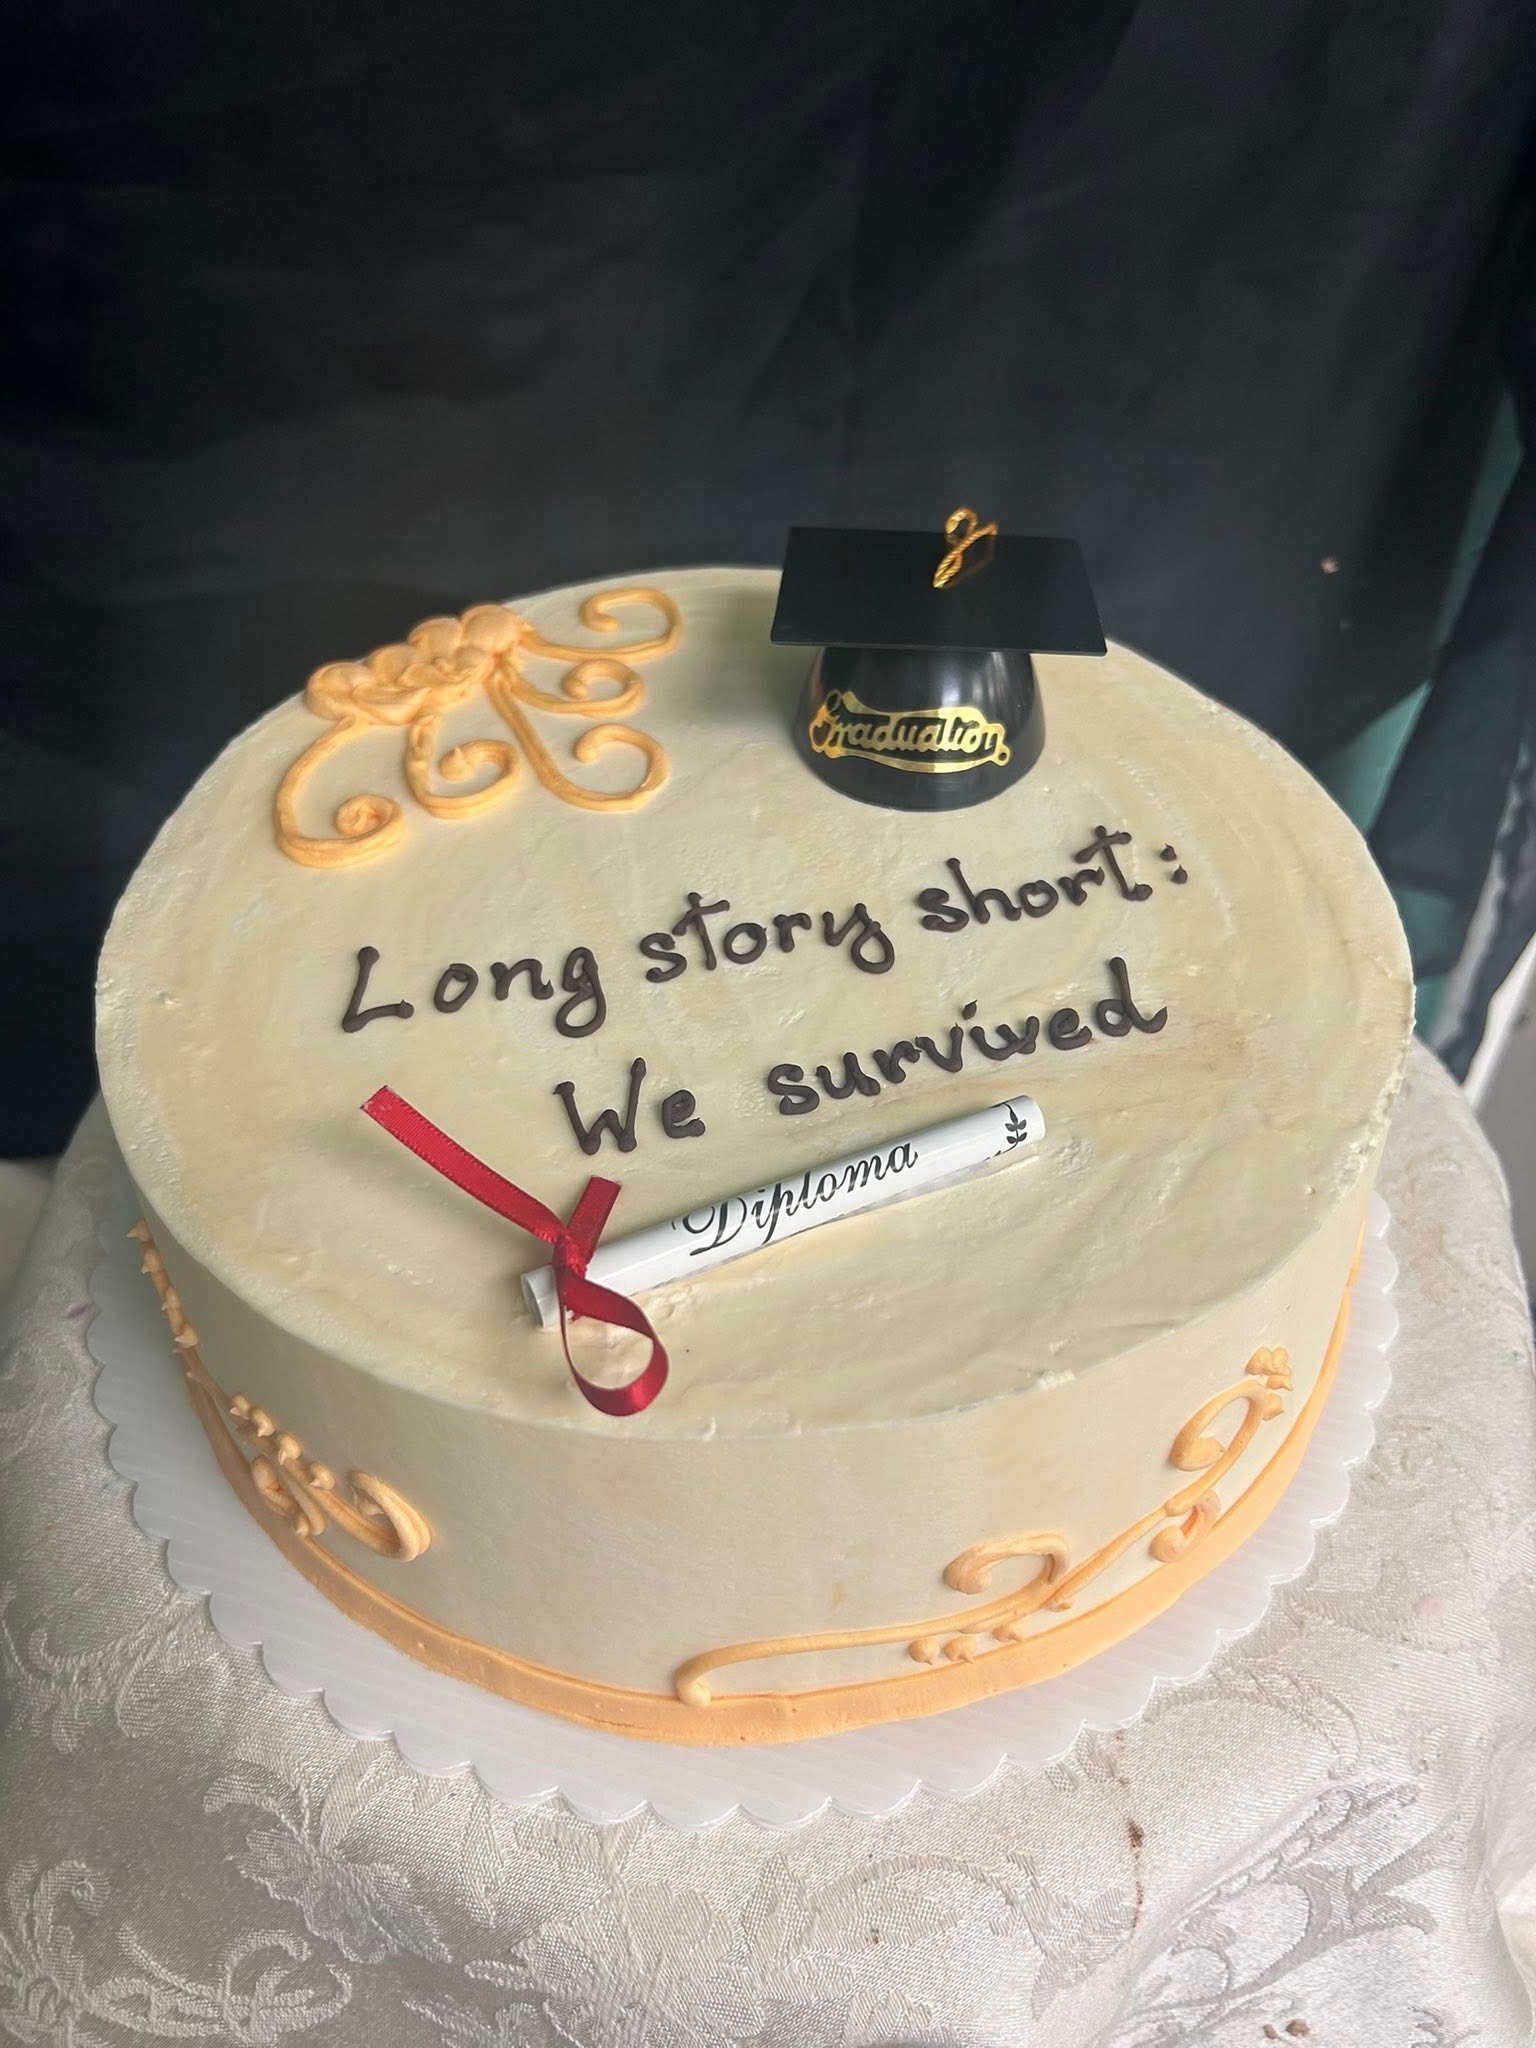 Graduation
Long story short:
We survived
Diploma